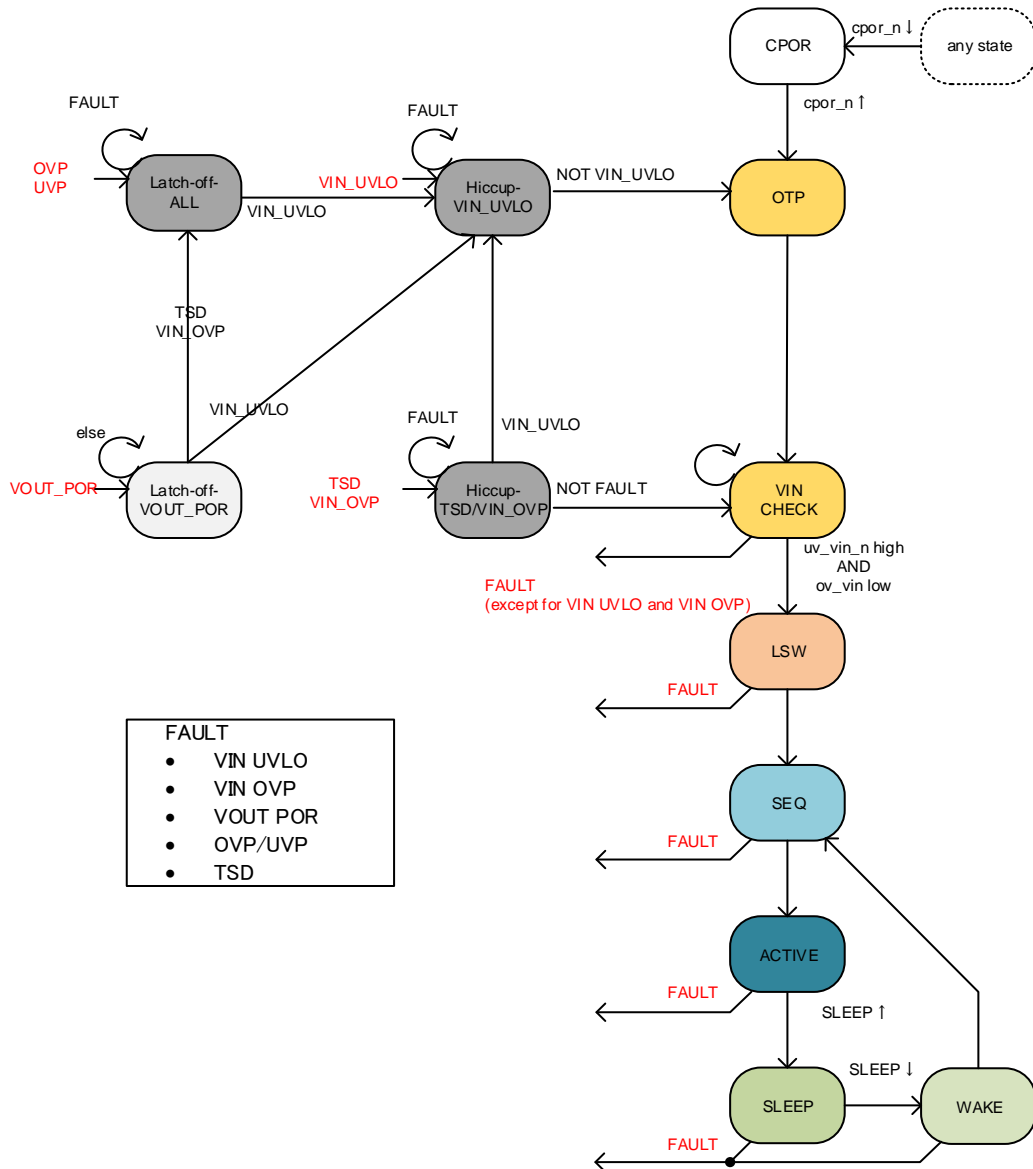 CPOR
cpor_n ↓
any state
cpor_n ↑
FAULT
FAULT
OVP
UVP
Latch-off-
ALL
VIN_UVLO
VIN_UVLO
Hiccup-
VIN_UVLO
NOT VIN_UVLO
OTP
TSD
VIN_OVP
VIN_UVLO
else
VOUT_POR
Latch-off-
VOUT_POR
FAULT
VIN_UVLO
TSD
VIN_OVP
Hiccup-
TSD/VIN_OVP
NOT FAULT
VIN
CHECK
uv_vin_n high
AND
ov_vin low
FAULT
(except for VIN UVLO and VIN OVP)
LSW
FAULT
FAULT
• VIN UVLO
• VIN OVP
• VOUT POR
• OVP/UVP
• TSD
SEQ
FAULT
ACTIVE
FAULT
SLEEP ↑
SLEEP ↓
SLEEP
WAKE
FAULT